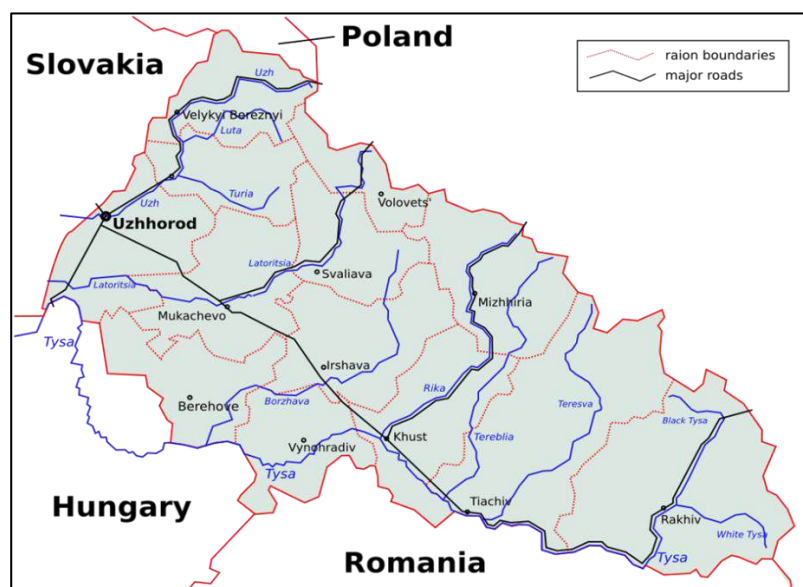 Poland
Slovakia
raion boundaries
major roads
Uzh
Velykyi Boreznyi
Luta
Turia
Uzh
Volovets'
Uzhhorod
Latoritsia
Svaliava
Latoritsia
Mizhhiria
Mukachevo
Tysa
Irshava
Rika
Teresva
Berehove
Borzhava
Black Tysa
Khust
Tereblia
Vynohradiv
Tysa
Hungary
Tiachiv
Rakhiv
White Tysa
Tysa
Romania